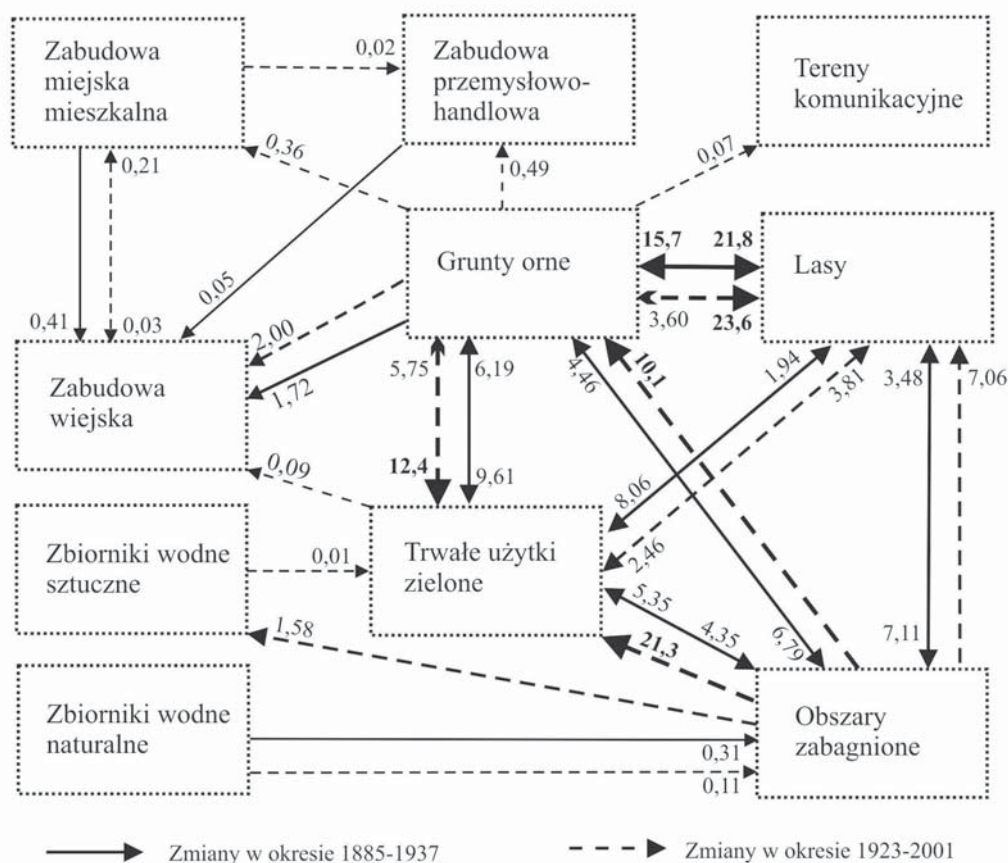 Zabudowa
miejska
mieszkalna
0,02
Zabudowa
przemysłowo-
handlowa
Tereny
komunikacyjne
0,21
0,36
0,49
0,07
0,05
Grunty orne
15,7
21,8
3,60
23,6
Lasy
0,41
0,03
2,00
1,72
Zabudowa
wiejska
5,75
6,19
4,46
10,1
1,94
3,81
3,48
7,06
0,09
12,4
9,61
8,06
2,46
Zbiorniki wodne
sztuczne
0,01
Trwałe użytki
zielone
1,58
5,35
4,35
21,3
6,79
7,11
Zbiorniki wodne
naturalne
0,31
0,11
Obszary
zabagnione
Zmiany w okresie 1885-1937
Zmiany w okresie 1923-2001